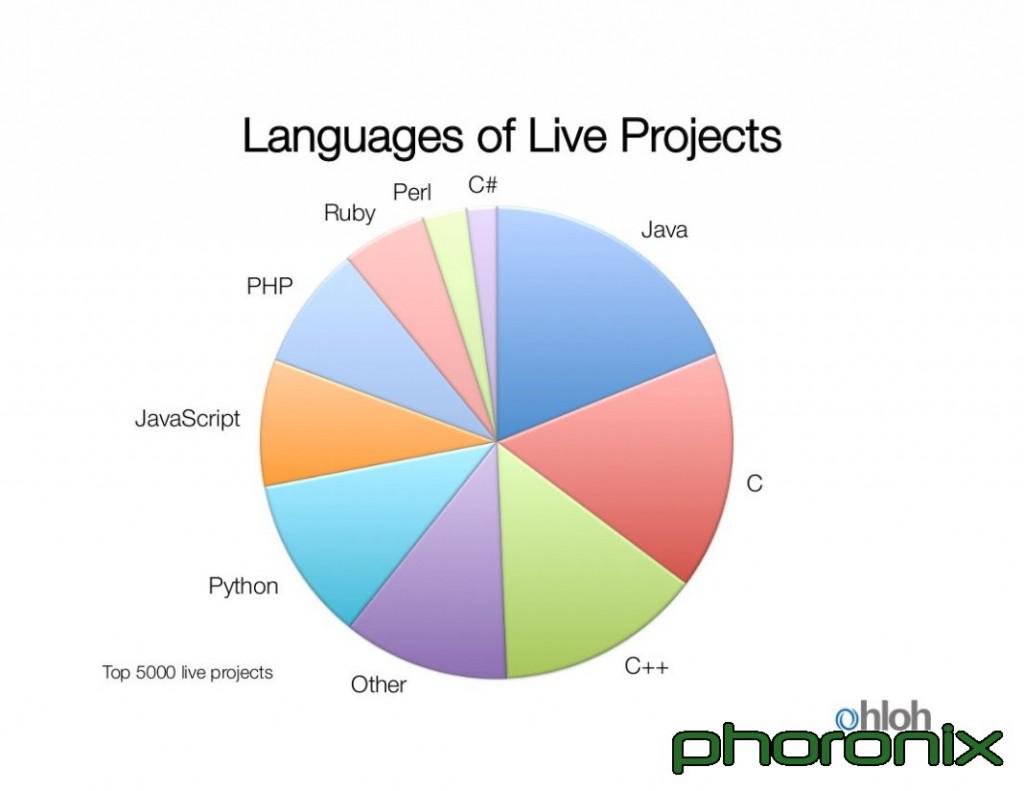 Languages of Live Projects
C#
Perl
Ruby
Java
PHP
JavaScript
C
Python
C++
Top 5000 live projects
Other
ohloh
phoronix